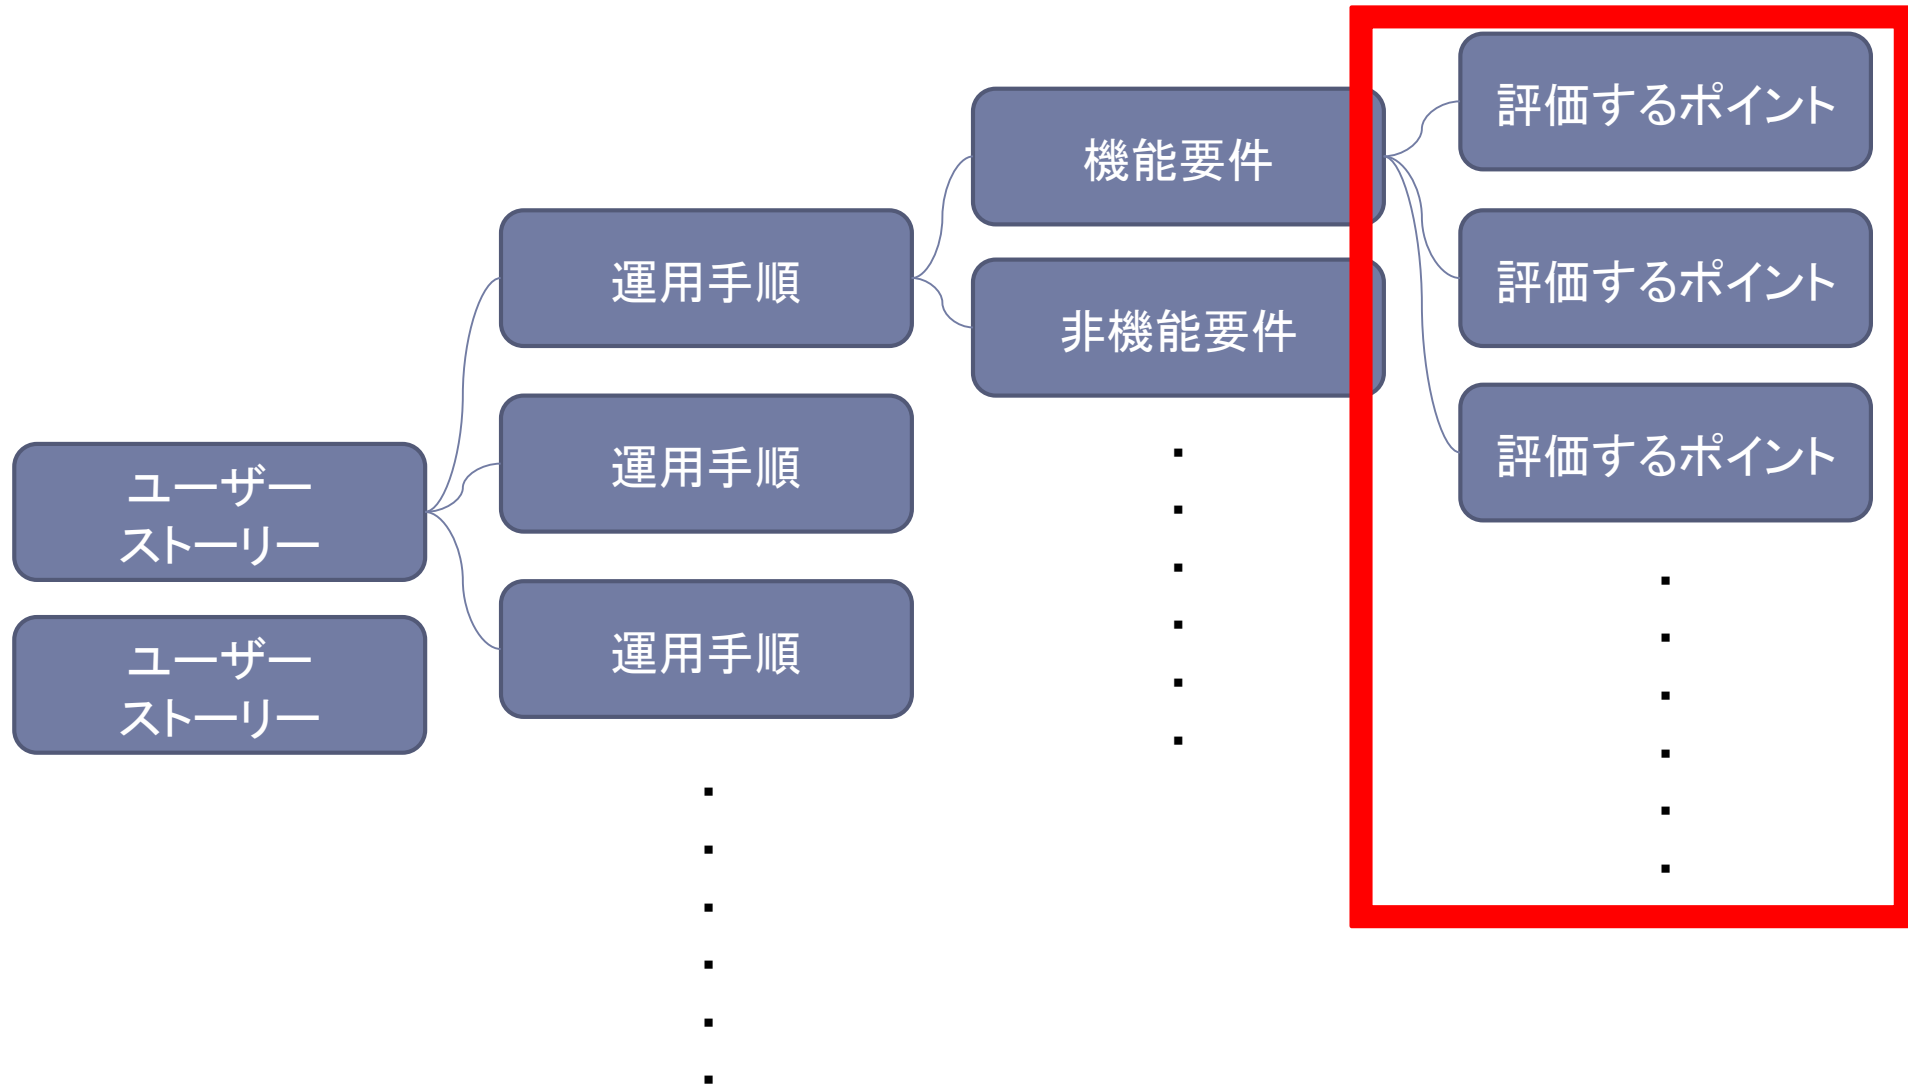 ユーザー
ストーリー
ユーザー
ストーリー
運用手順
運用手順
運用手順
機能要件
非機能要件
評価するポイント
評価するポイント
評価するポイント